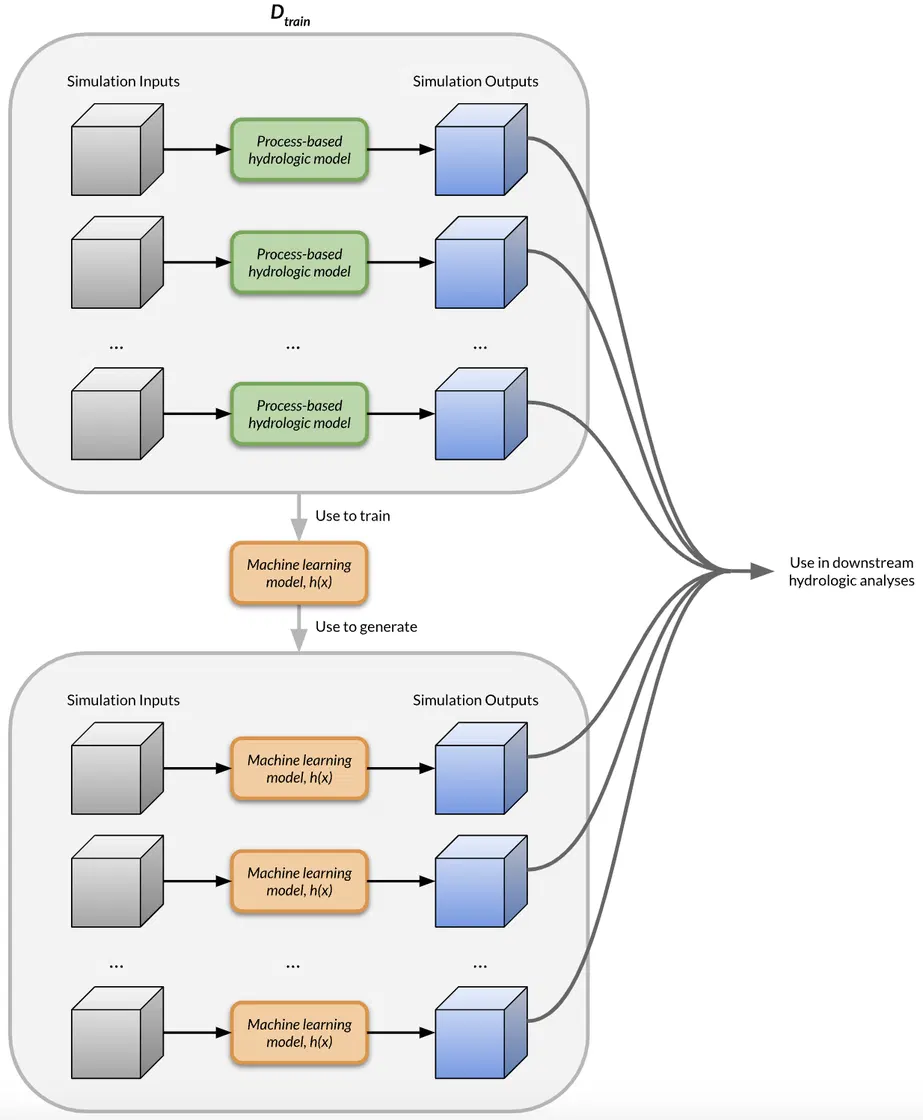 D train
Simulation Inputs
Simulation Outputs
Process-based
hydrologic model
Process-based
hydrologic model
... ... ...
Process-based
hydrologic model
Use to train
Machine learning
model, h(x)
Use in downstream
hydrologic analyses
Use to generate
Simulation Inputs
Simulation Outputs
Machine learning
model, h(x)
Machine learning
model, h(x)
... ... ...
Machine learning
model, h(x)